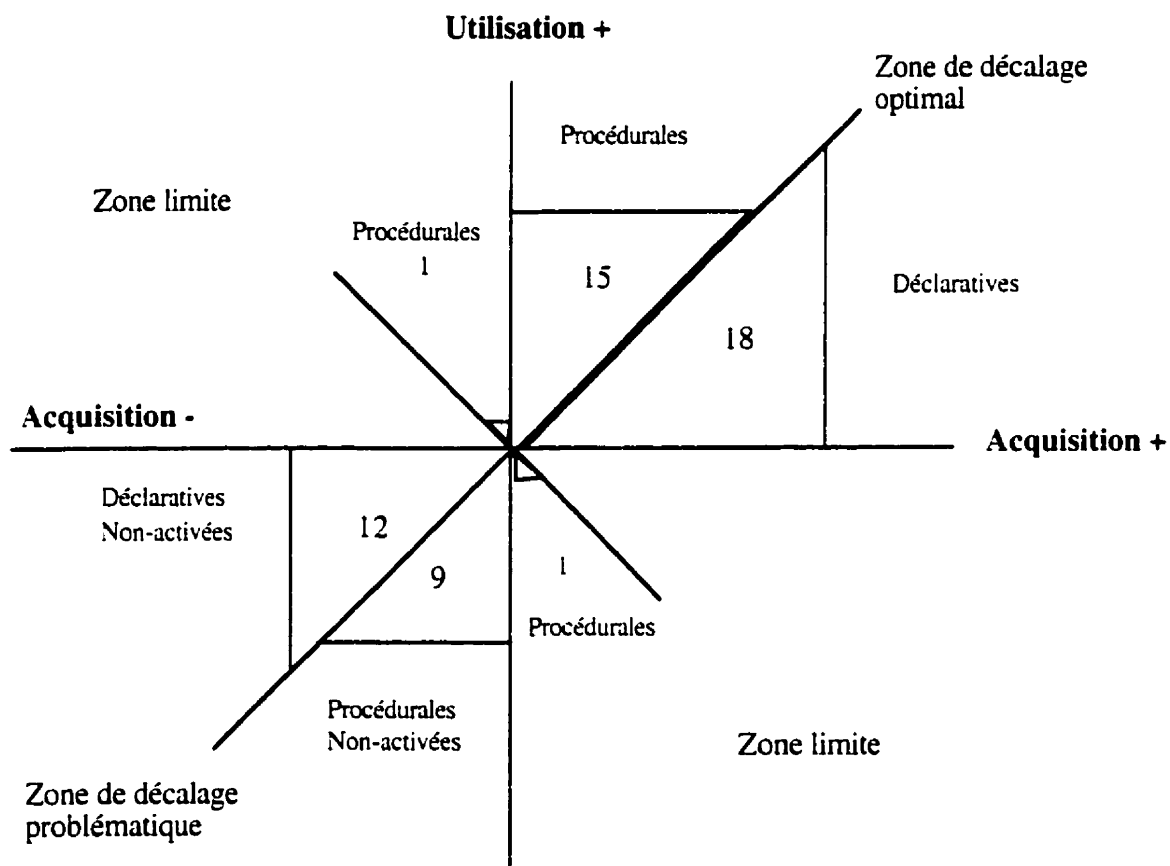 Utilisation +
Zone de décalage
optimal
Procédurales
Zone limite
Procédurales
1
15
Déclaratives
18
Acquisition -
Acquisition +
Déclaratives
Non-activées
12
9
1
Procédurales
Procédurales
Non-activées
Zone limite
Zone de décalage
problématique